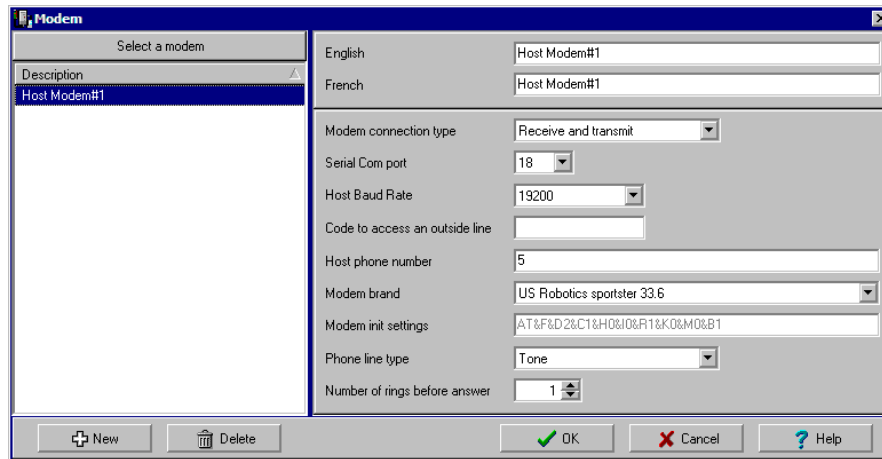 Modem
Select a modem
Description
Host Modem#1
English Host Modem#1
French Host Modem#1
Modem connection type Receive and transmit
Serial Com port 18
Host Baud Rate 19200
Code to access an outside line
Host phone number 5
Modem brand US Robotics sportster 33.6
Modem init settings AT&F&D2&C1&H0&I0&R1&K0&M0&B1
Phone line type Tone
Number of rings before answer 1
New Delete OK Cancel Help